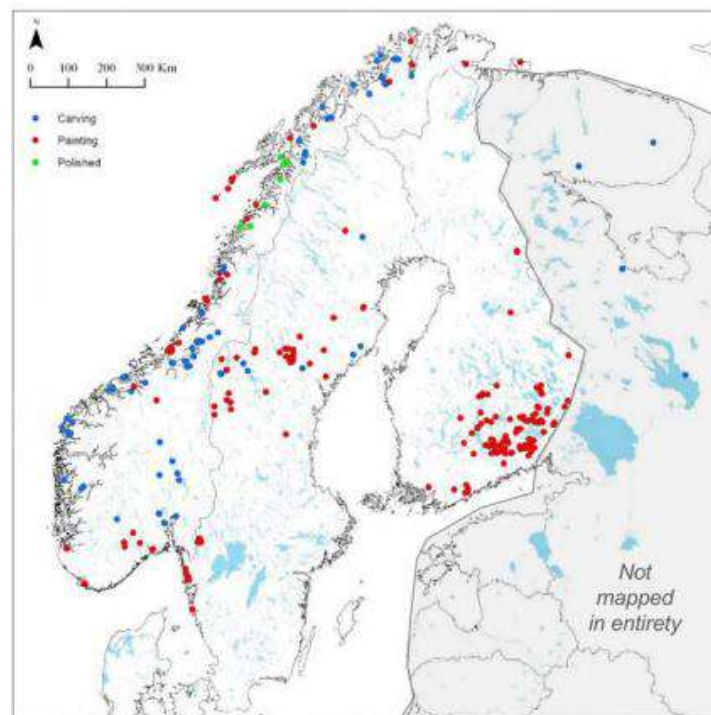 N
0 100 200 300 Km
Carving
Painting
Polished
Not
mapped
in entirety